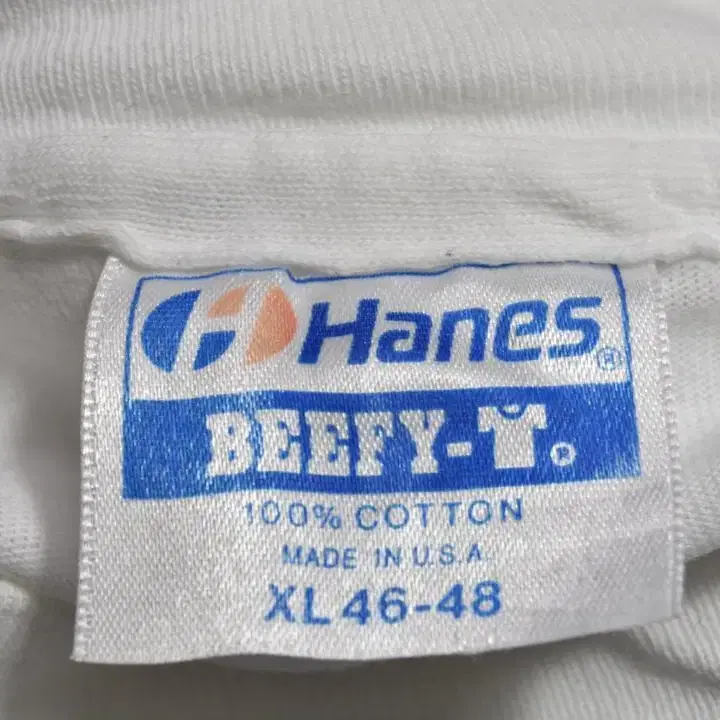 Hanes®
BEEFY-T®
100% COTTON
MADE IN U.S.A.
XL 46-48